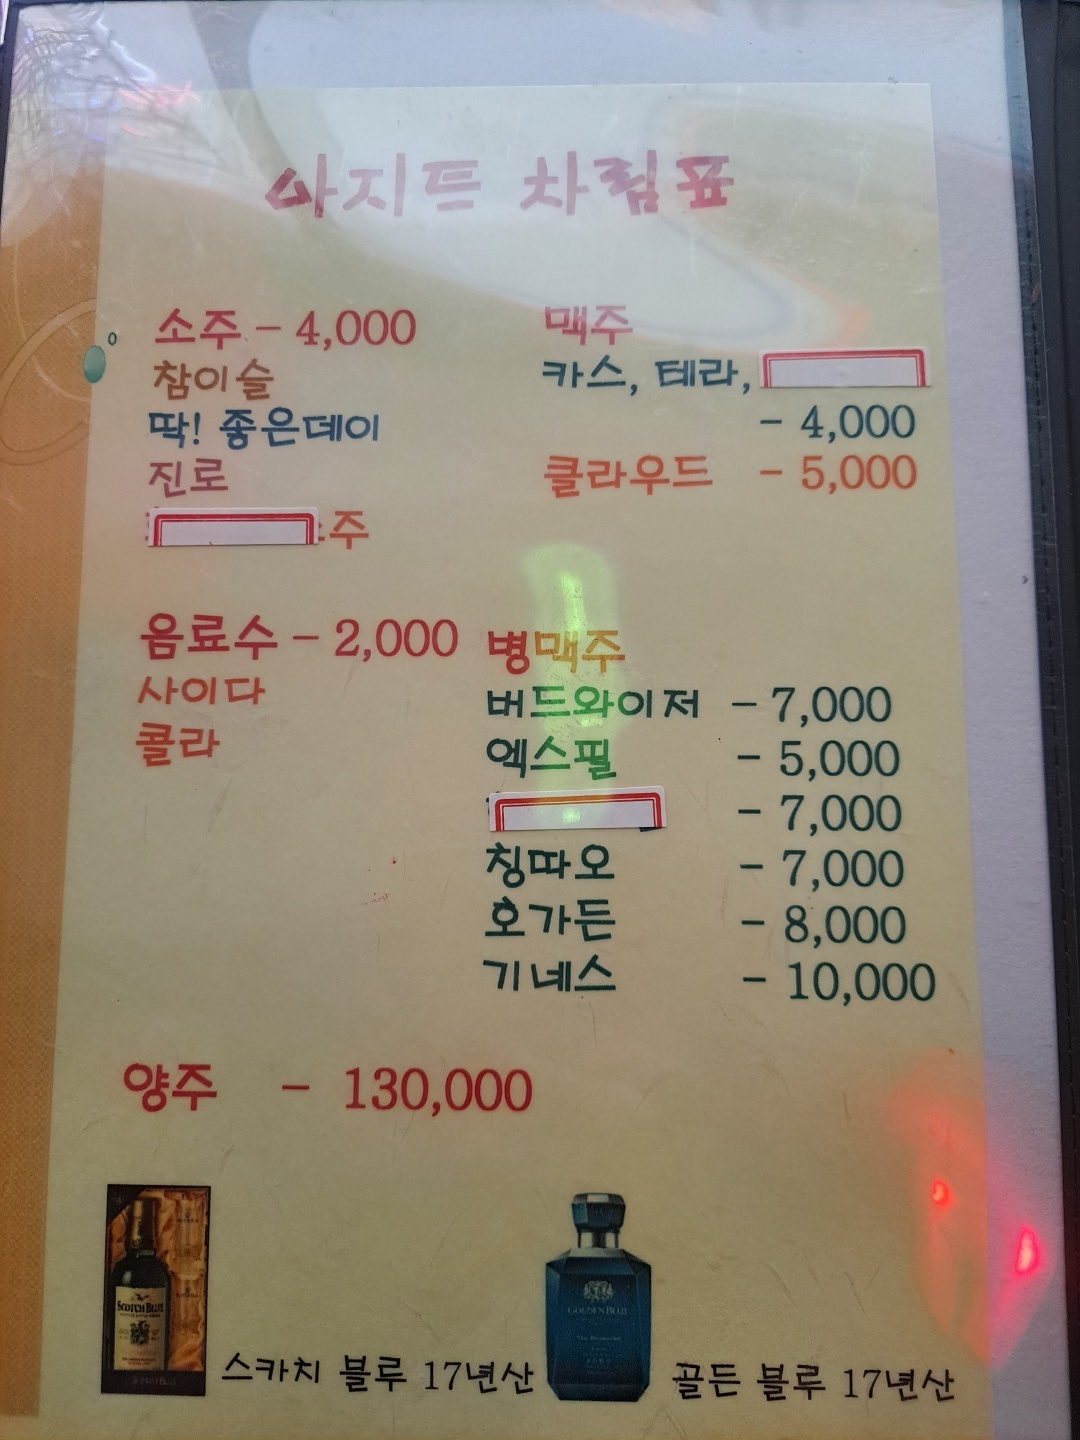 아지트 차림표
소주 - 4,000
참이슬
딱! 좋은데이
진로
주
맥주
카스, 테라,
- 4,000
클라우드 - 5,000
음료수 - 2,000
사이다
콜라
병맥주
버드와이저 - 7,000
엑스필 - 5,000
- 7,000
칭따오 - 7,000
호가든 - 8,000
기네스 - 10,000
양주 - 130,000
SCOTCH BLUE
스카치 블루 17년산
GOLDEN BLUE
골든 블루 17년산